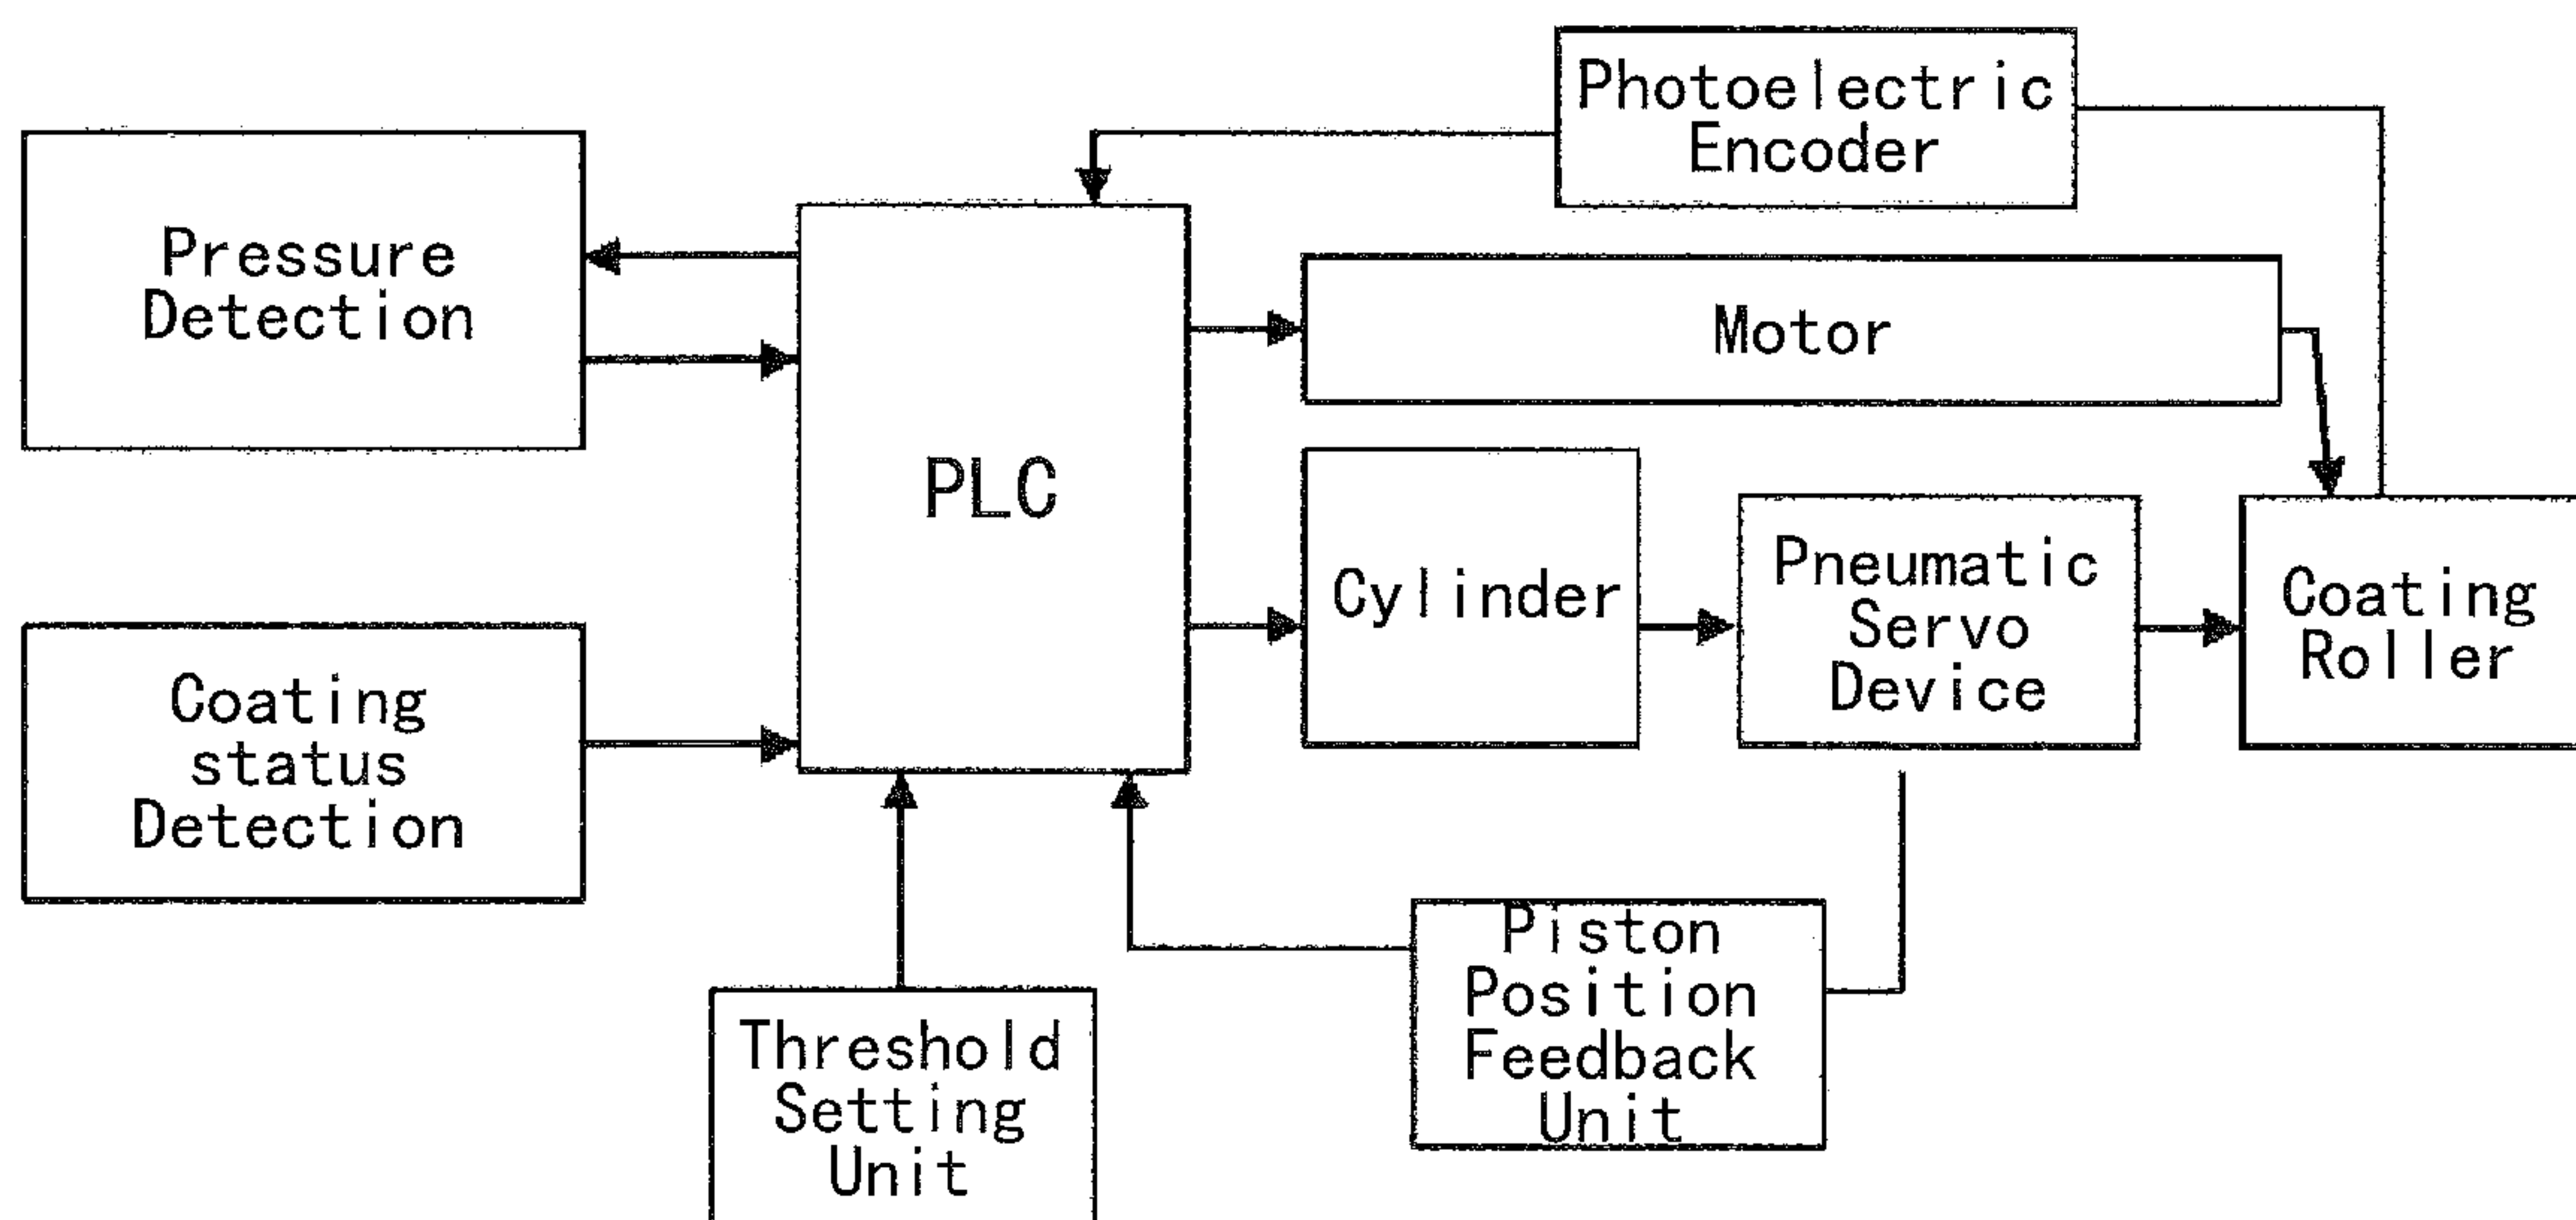 Photoelectric
Encoder
Pressure
Detection
Motor
PLC
Cylinder
Pneumatic
Servo
Device
Coating
Roller
Coating
status
Detection
Piston
Position
Feedback
Unit
Threshold
Setting
Unit